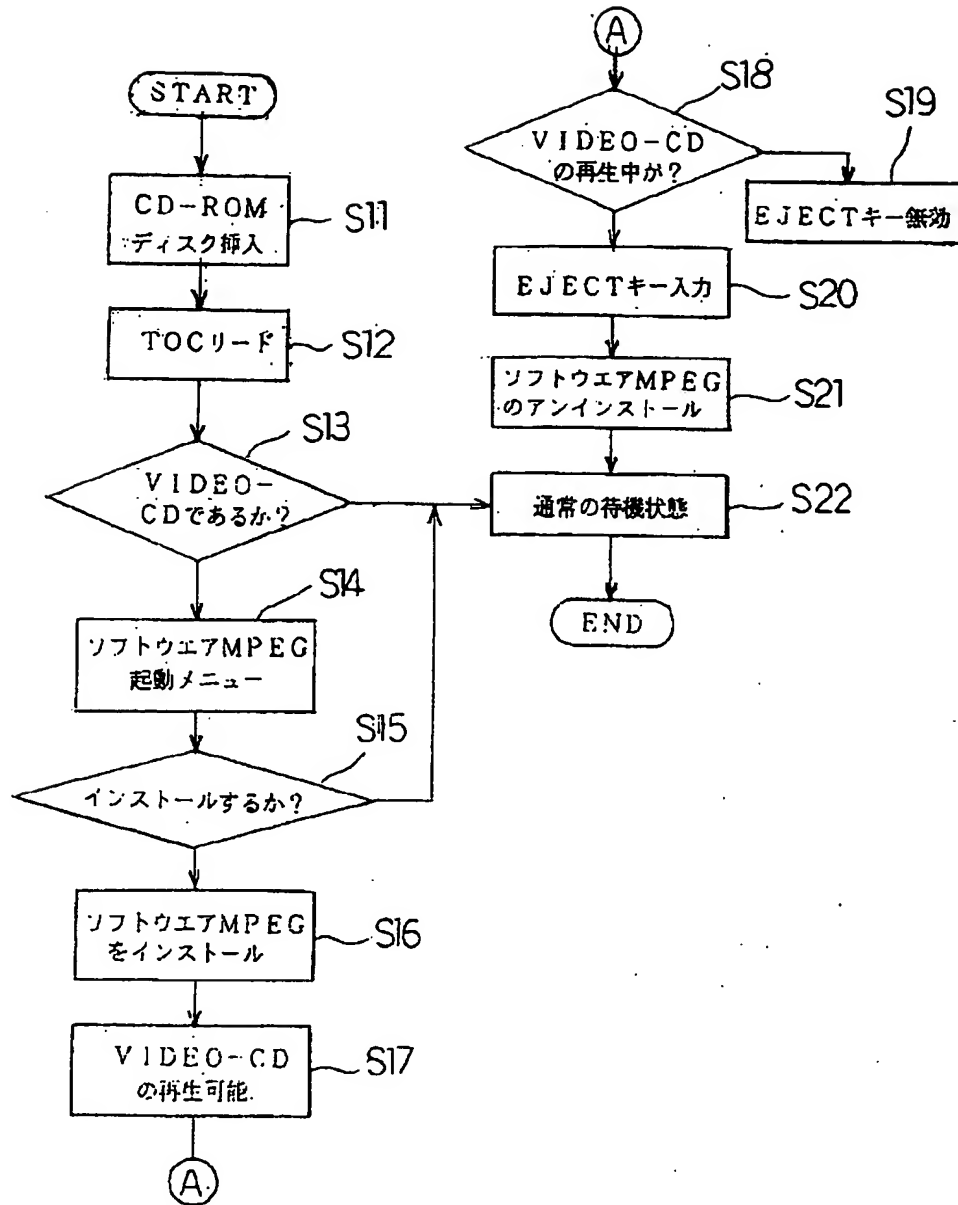 START
CD-ROM
ディスク挿入
S11
TOCリード
S12
S13
VIDEO-
CDであるか?
S14
ソフトウエアMPEG
起動メニュー
S15
インストールするか?
ソフトウエアMPEG
をインストール
S16
VIDEO-CD
の再生可能
S17
A
A
S18
VIDEO-CD
の再生中か?
S19
EJECTキー無効
EJECTキー入力
S20
ソフトウエアMPEG
のアンインストール
S21
通常の待機状態
S22
END